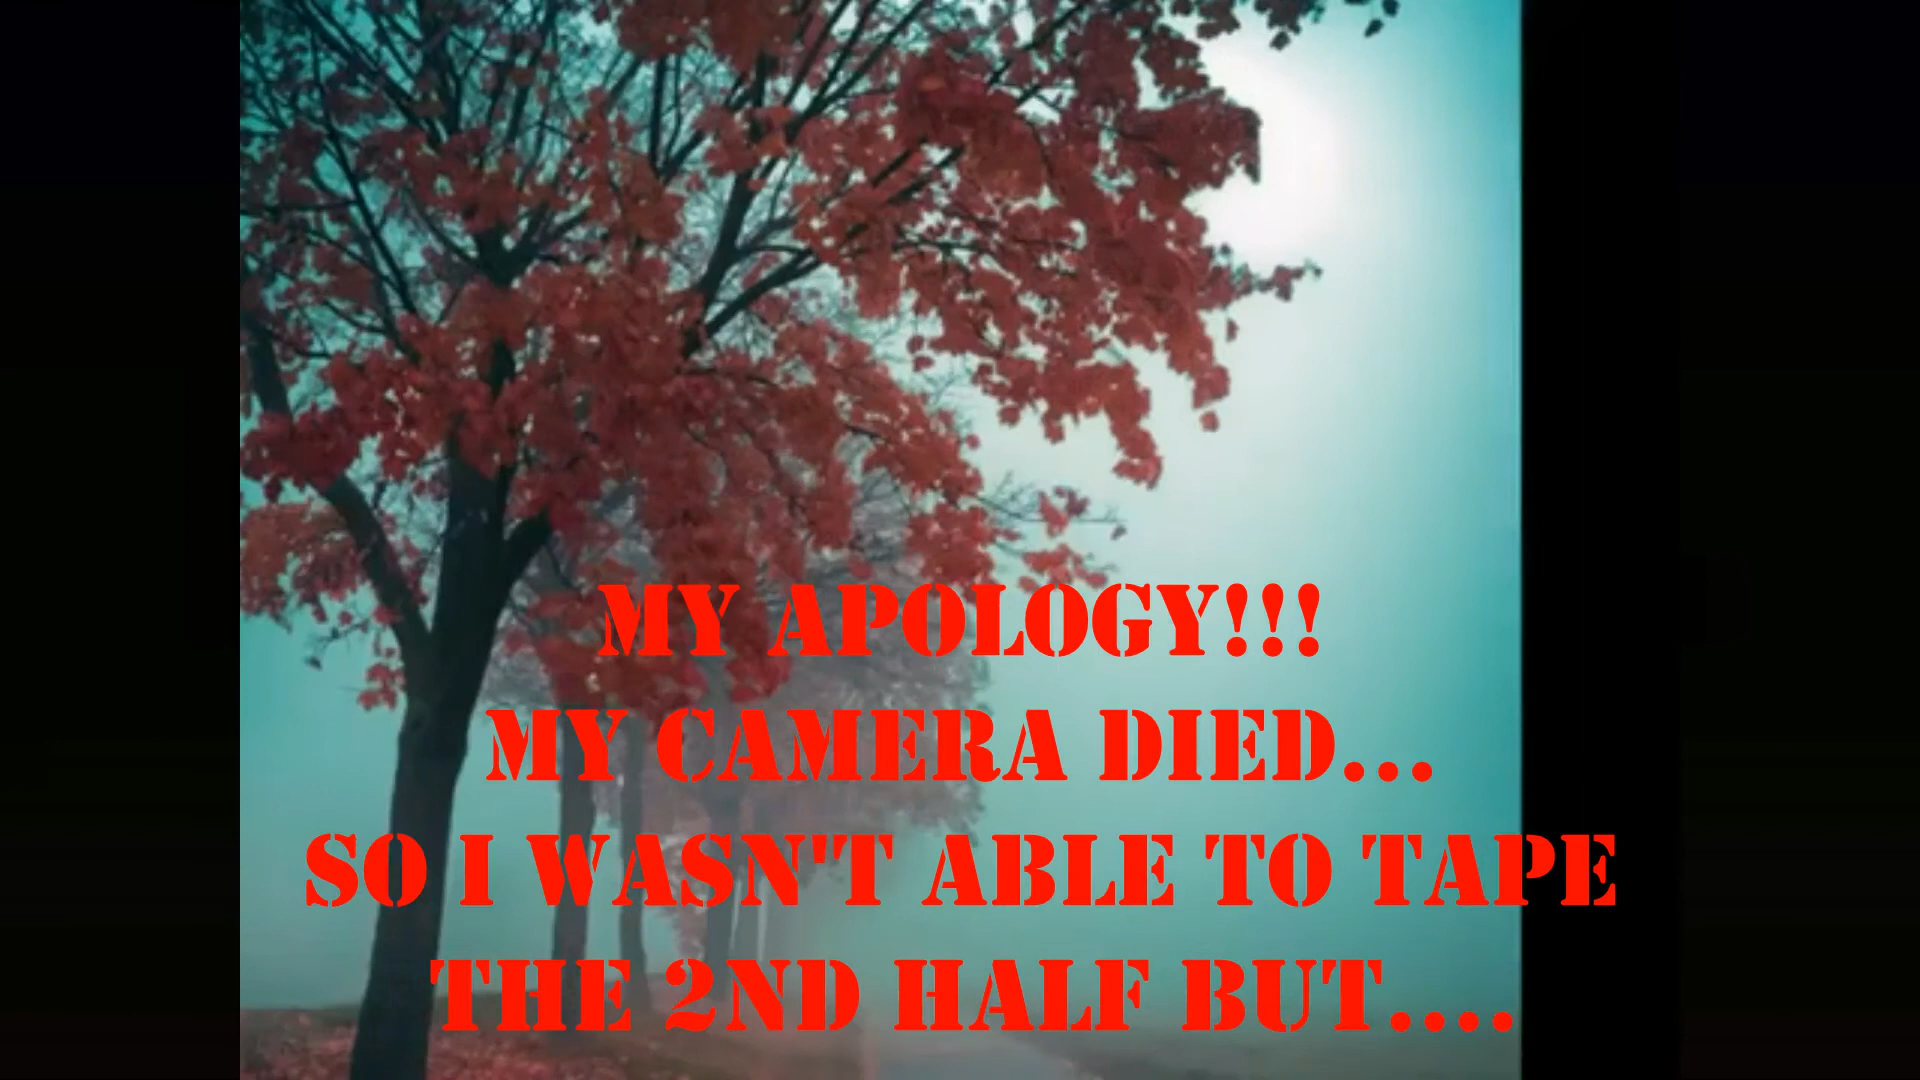 MY APOLOGY!!!
MY CAMERA DIED...
SO I WASN'T ABLE TO TAPE
THE 2ND HALF BUT....